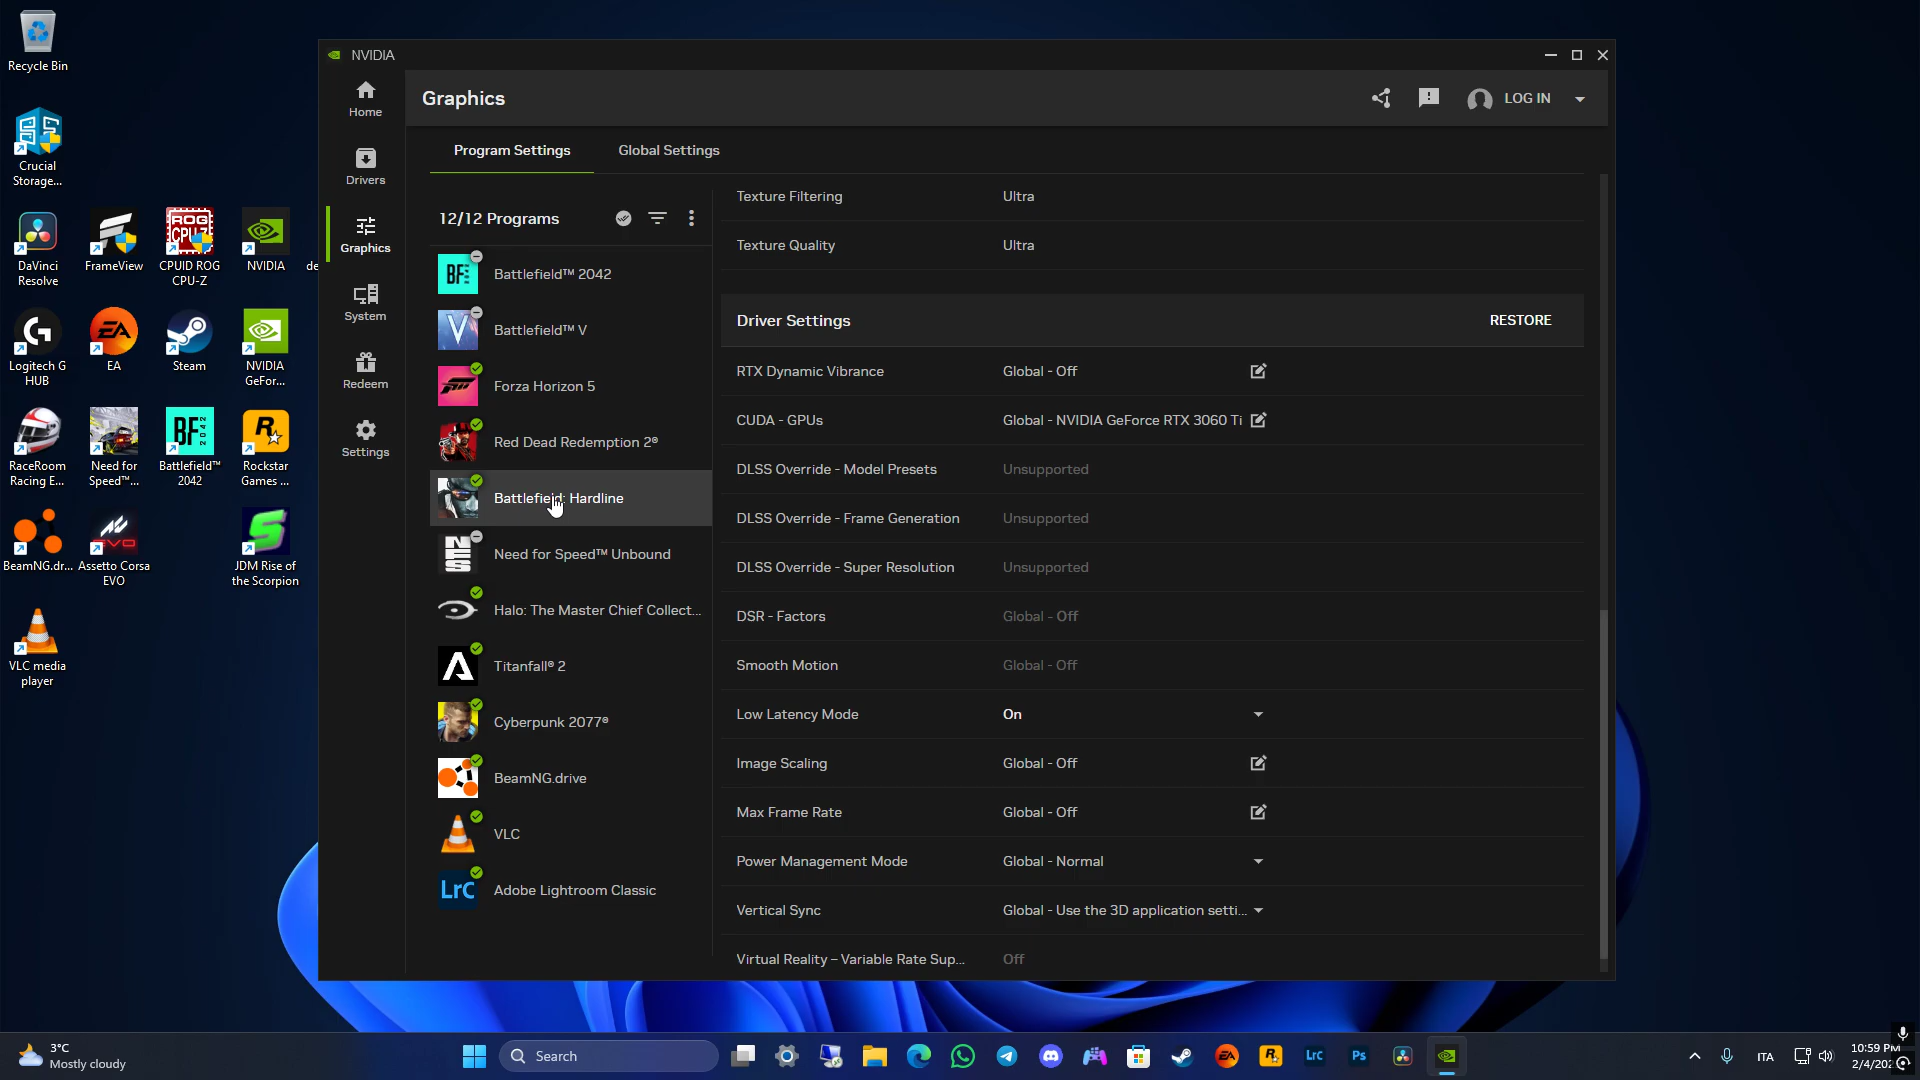 Recycle Bin
Crucial
Storage...
DaVinci
Resolve
FrameView
CPUID ROG
CPU-Z
NVIDIA
de
Logitech G
HUB
EA
Steam
NVIDIA
GeFor...
RaceRoom
Racing E...
Need for
Speed™...
Battlefield™
2042
Rockstar
Games ...
BeamNG.dr...
Assetto Corsa
EVO
JDM Rise of
the Scorpion
VLC media
player
NVIDIA
Home
Drivers
Graphics
System
Redeem
Settings
Graphics
LOG IN
Program Settings
Global Settings
12/12 Programs
Battlefield™ 2042
Battlefield™ V
Forza Horizon 5
Red Dead Redemption 2®
Battlefield: Hardline
Need for Speed™ Unbound
Halo: The Master Chief Collect...
Titanfall® 2
Cyberpunk 2077®
BeamNG.drive
VLC
Adobe Lightroom Classic
Texture Filtering Ultra
Texture Quality Ultra
Driver Settings RESTORE
RTX Dynamic Vibrance Global - Off
CUDA - GPUs Global - NVIDIA GeForce RTX 3060 Ti
DLSS Override - Model Presets Unsupported
DLSS Override - Frame Generation Unsupported
DLSS Override - Super Resolution Unsupported
DSR - Factors Global - Off
Smooth Motion Global - Off
Low Latency Mode On
Image Scaling Global - Off
Max Frame Rate Global - Off
Power Management Mode Global - Normal
Vertical Sync Global - Use the 3D application setti...
Virtual Reality – Variable Rate Sup... Off
3°C
Mostly cloudy
Search
ITA
10:59 PM